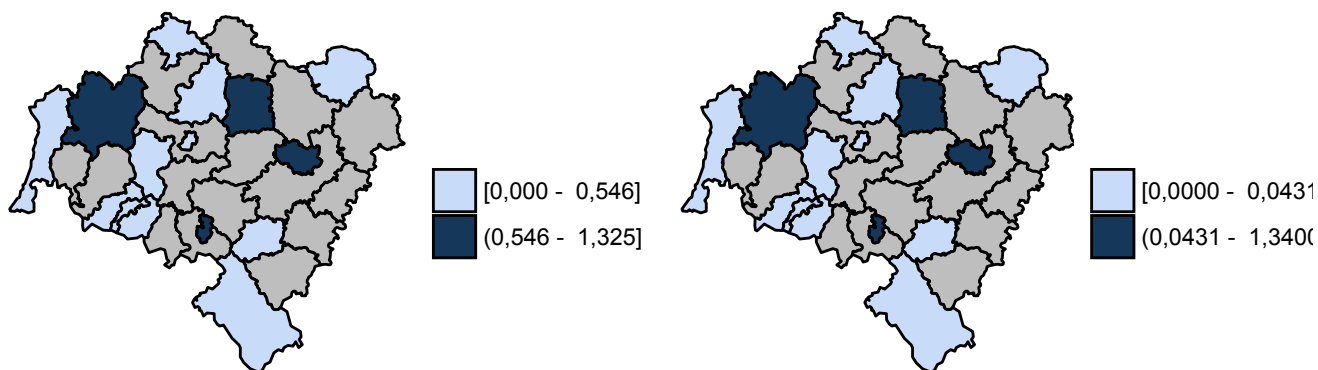 [0,000 - 0,546]
(0,546 - 1,325]
[0,0000 - 0,0431
(0,0431 - 1,3400